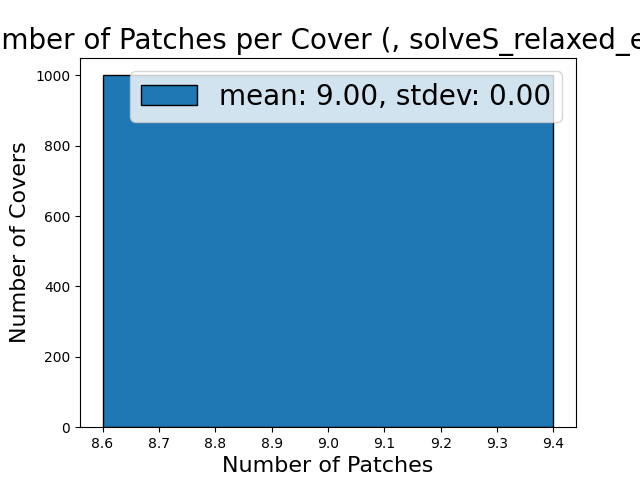 mber of Patches per Cover (, solveS_relaxed_e
mean: 9.00, stdev: 0.00
Number of Covers
1000
800
600
400
200
0
8.6 8.7 8.8 8.9 9.0 9.1 9.2 9.3 9.4
Number of Patches